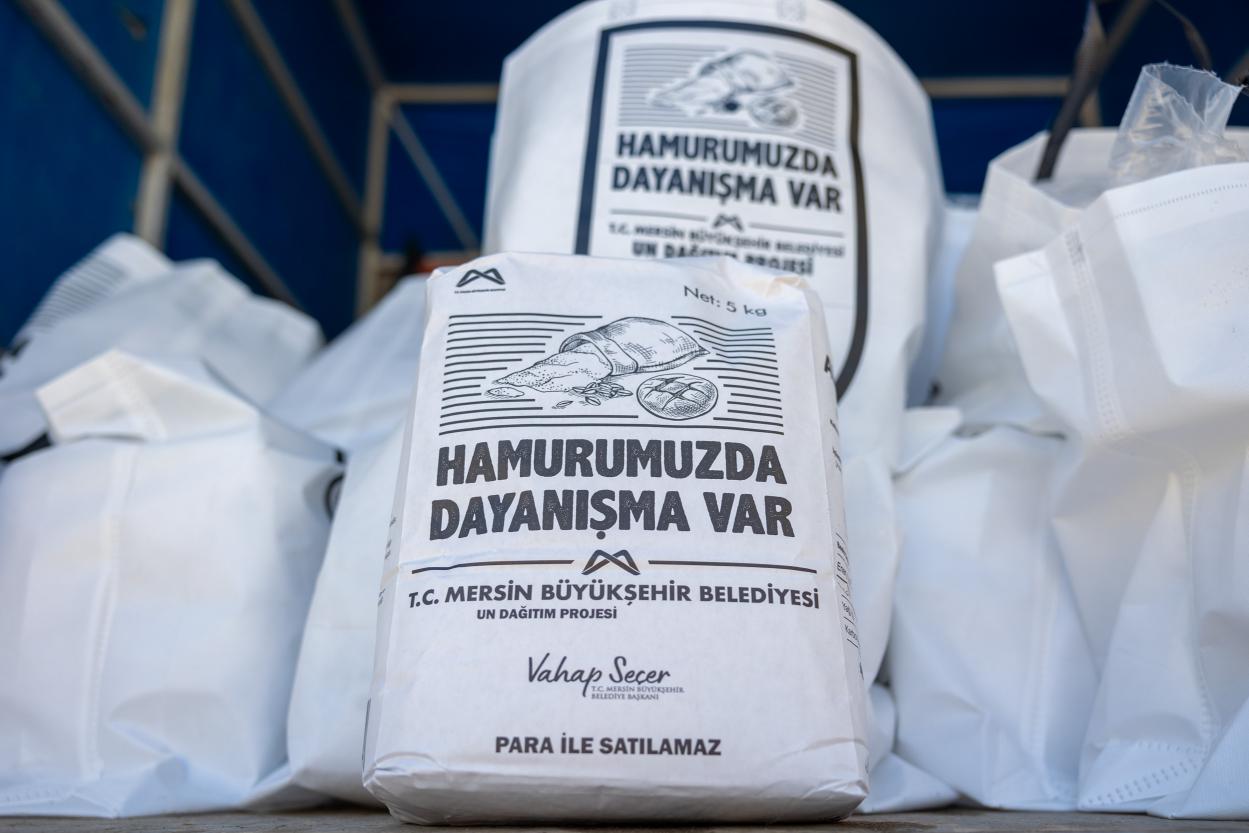 HAMURUMUZDA
DAYANIŞMA VAR
T.C. MERSİN BÜYÜKŞEHİR BELEDİYESİ
UN DAĞITIM PROJESİ
Net: 5 kg
HAMURUMUZDA
DAYANIŞMA VAR
T.C. MERSİN BÜYÜKŞEHİR BELEDİYESİ
UN DAĞITIM PROJESİ
Vahap Seçer
T.C. MERSİN BÜYÜKŞEHİR
BELEDİYE BAŞKANI
PARA İLE SATILAMAZ